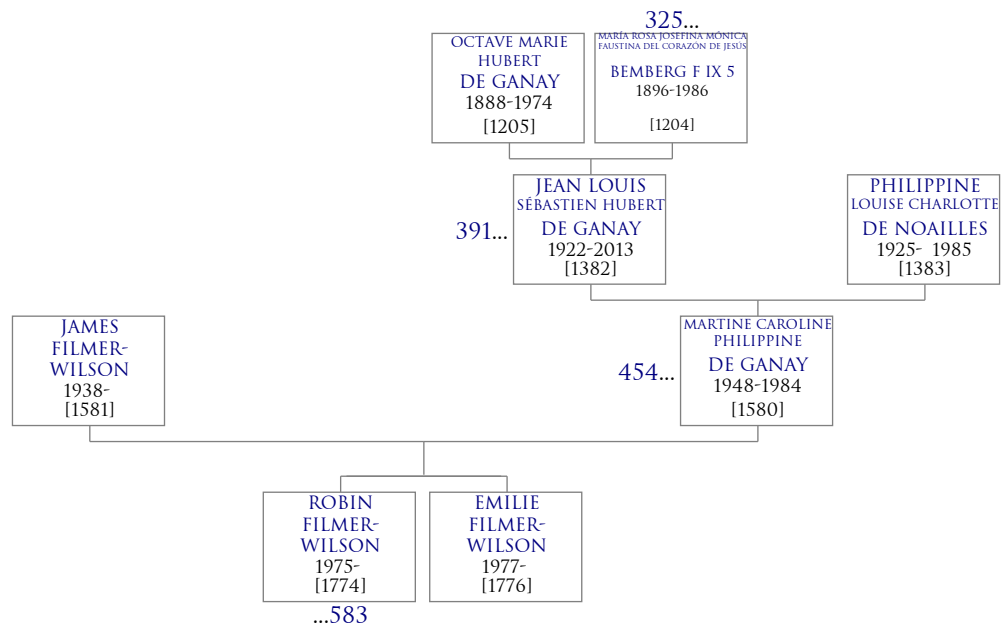 325...
OCTAVE MARIE
HUBERT
DE GANAY
1888-1974
[1205]
MARÍA ROSA JOSEFINA MÓNICA
FAUSTINA DEL CORAZÓN DE JESÚS
BEMBERG F IX 5
1896-1986
[1204]
391...
JEAN LOUIS
SÉBASTIEN HUBERT
DE GANAY
1922-2013
[1382]
PHILIPPINE
LOUISE CHARLOTTE
DE NOAILLES
1925- 1985
[1383]
JAMES
FILMER-
WILSON
1938-
[1581]
454...
MARTINE CAROLINE
PHILIPPINE
DE GANAY
1948-1984
[1580]
ROBIN
FILMER-
WILSON
1975-
[1774]
...583
EMILIE
FILMER-
WILSON
1977-
[1776]